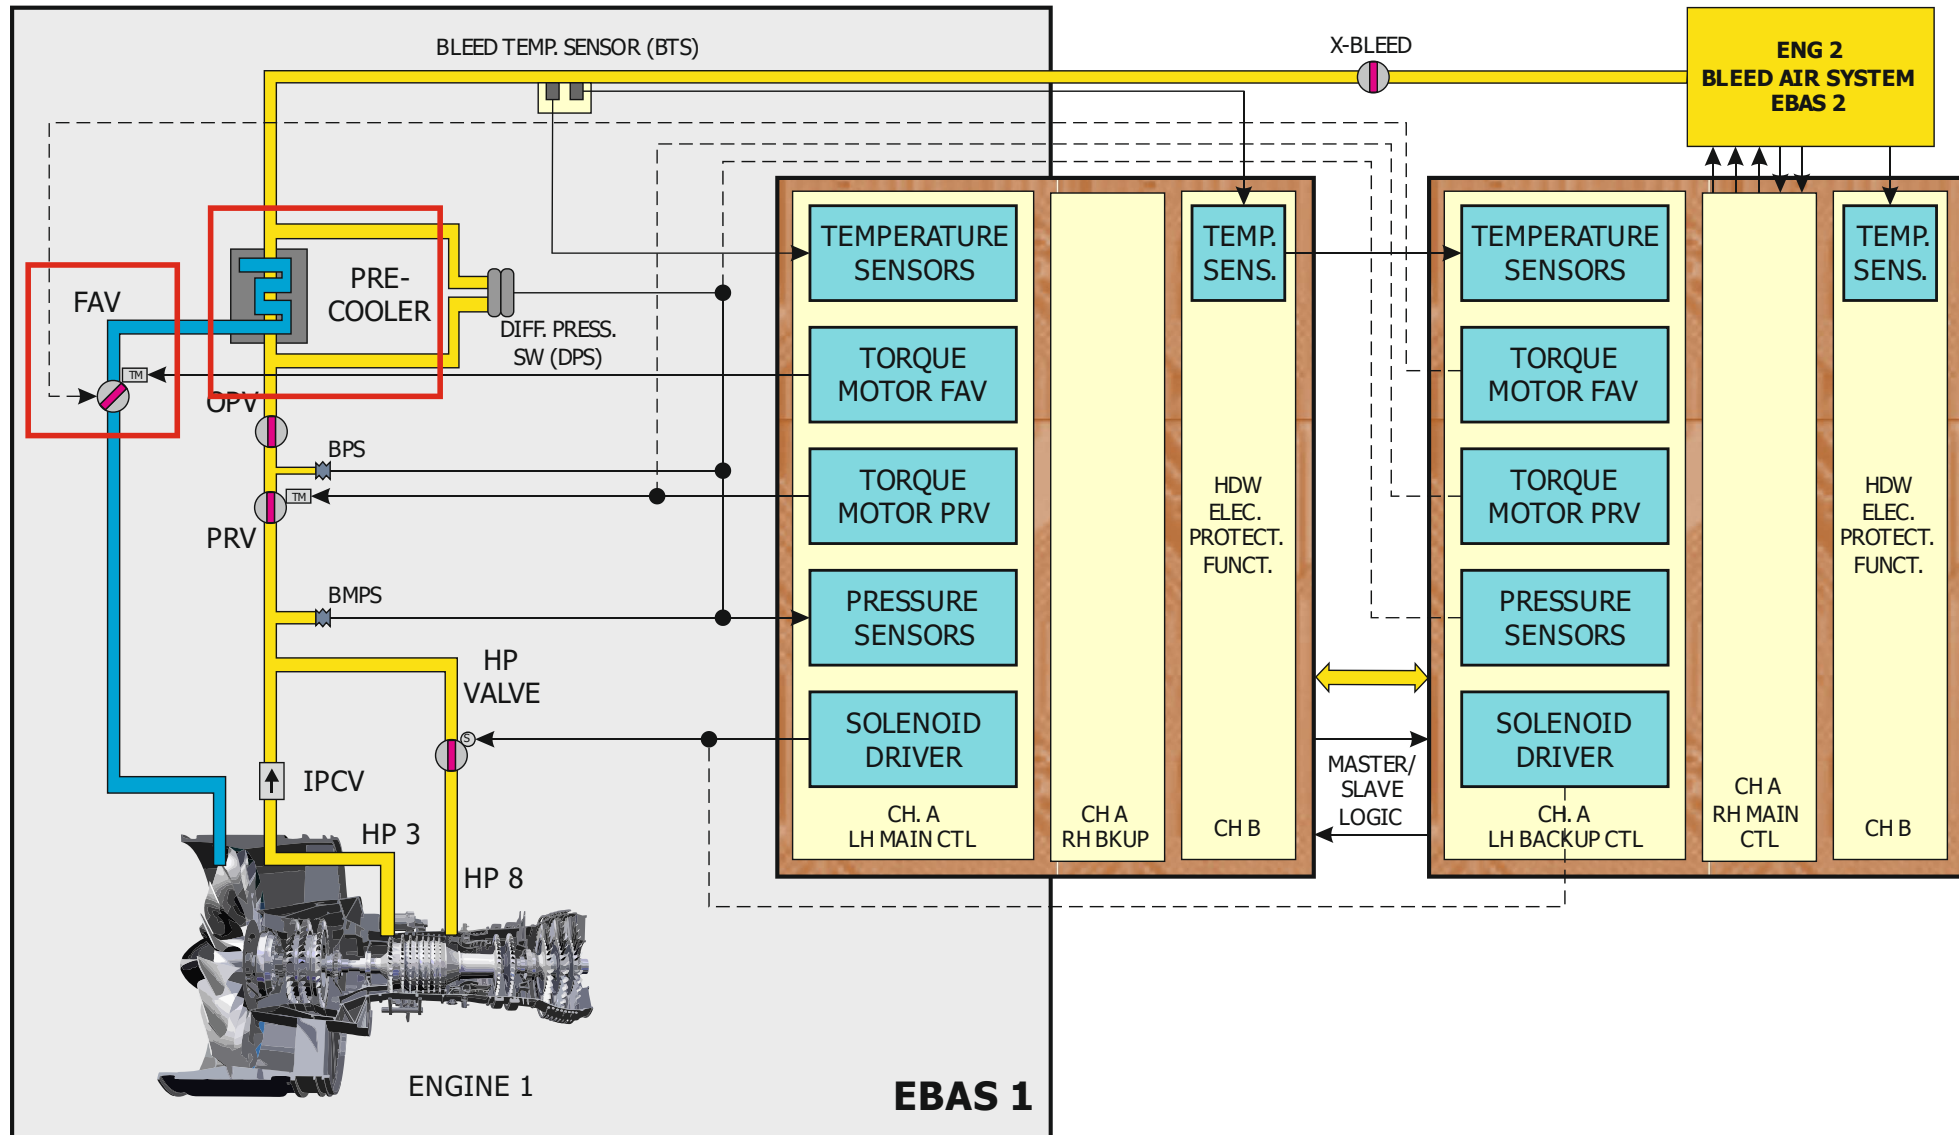 BLEED TEMP. SENSOR (BTS)
X-BLEED
ENG 2
BLEED AIR SYSTEM
EBAS 2
FAV
PRE-
COOLER
DIFF. PRESS.
SW (DPS)
TM
OPV
BPS
TM
PRV
BMPS
HP
VALVE
S
IPCV
HP 3
HP 8
ENGINE 1
EBAS 1
TEMPERATURE
SENSORS
TORQUE
MOTOR FAV
TORQUE
MOTOR PRV
PRESSURE
SENSORS
SOLENOID
DRIVER
CH. A
LH MAIN CTL
CH A
RH BKUP
TEMP.
SENS.
HDW
ELEC.
PROTECT.
FUNCT.
CH B
MASTER/
SLAVE
LOGIC
TEMPERATURE
SENSORS
TORQUE
MOTOR FAV
TORQUE
MOTOR PRV
PRESSURE
SENSORS
SOLENOID
DRIVER
CH. A
LH BACKUP CTL
CH A
RH MAIN
CTL
TEMP.
SENS.
HDW
ELEC.
PROTECT.
FUNCT.
CH B